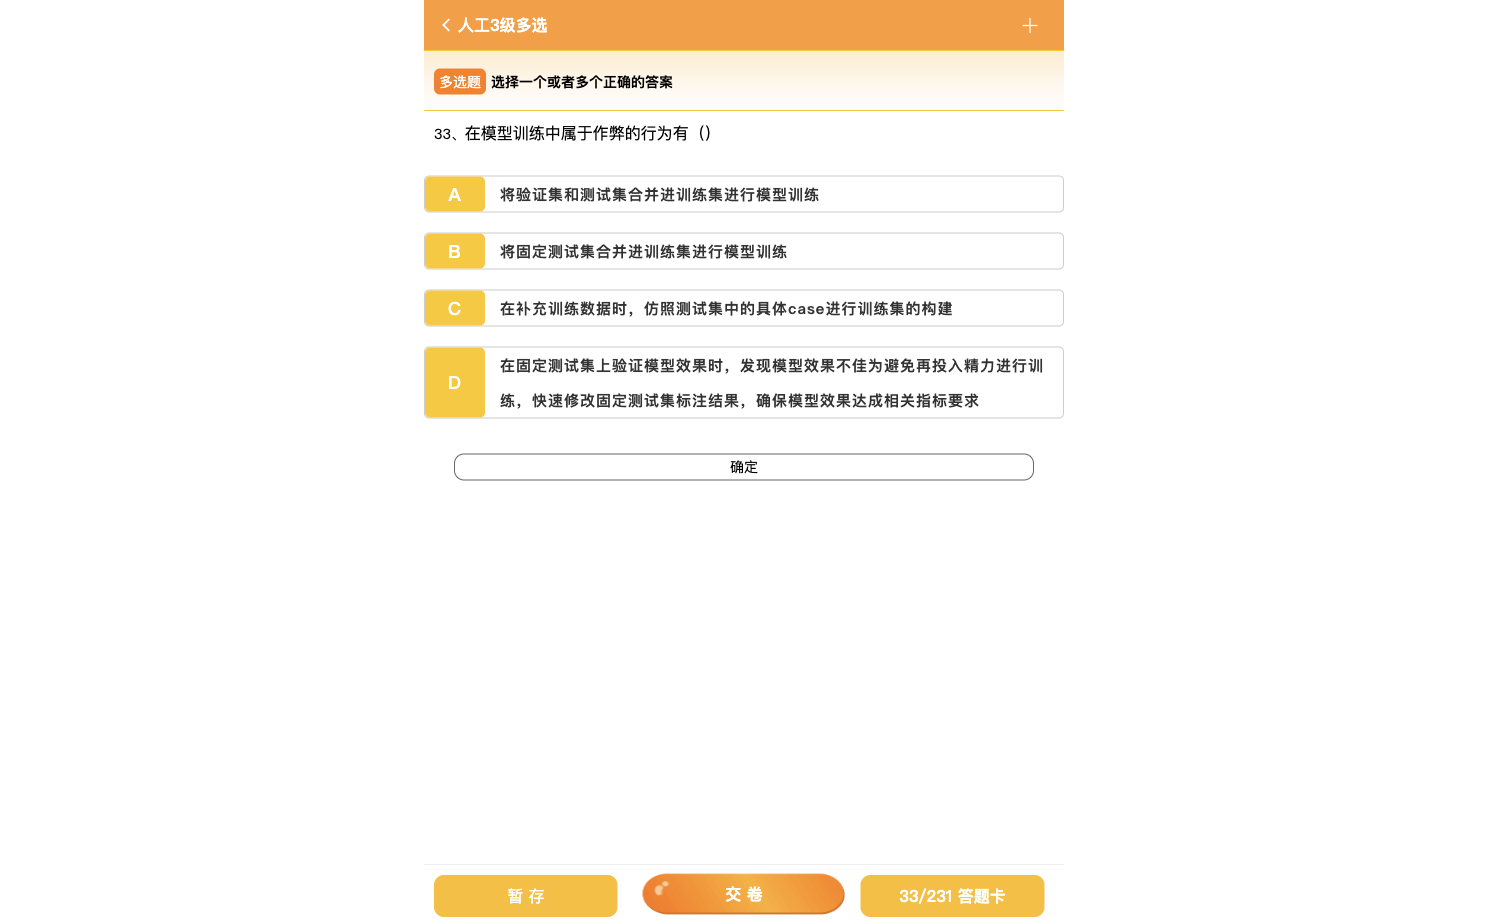 人工3级多选
多选题 选择一个或者多个正确的答案
33、在模型训练中属于作弊的行为有（）
A 将验证集和测试集合并进训练集进行模型训练
B 将固定测试集合并进训练集进行模型训练
C 在补充训练数据时，仿照测试集中的具体case进行训练集的构建
D 在固定测试集上验证模型效果时，发现模型效果不佳为避免再投入精力进行训
练，快速修改固定测试集标注结果，确保模型效果达成相关指标要求
确定
暂 存 交 卷 33/231 答题卡